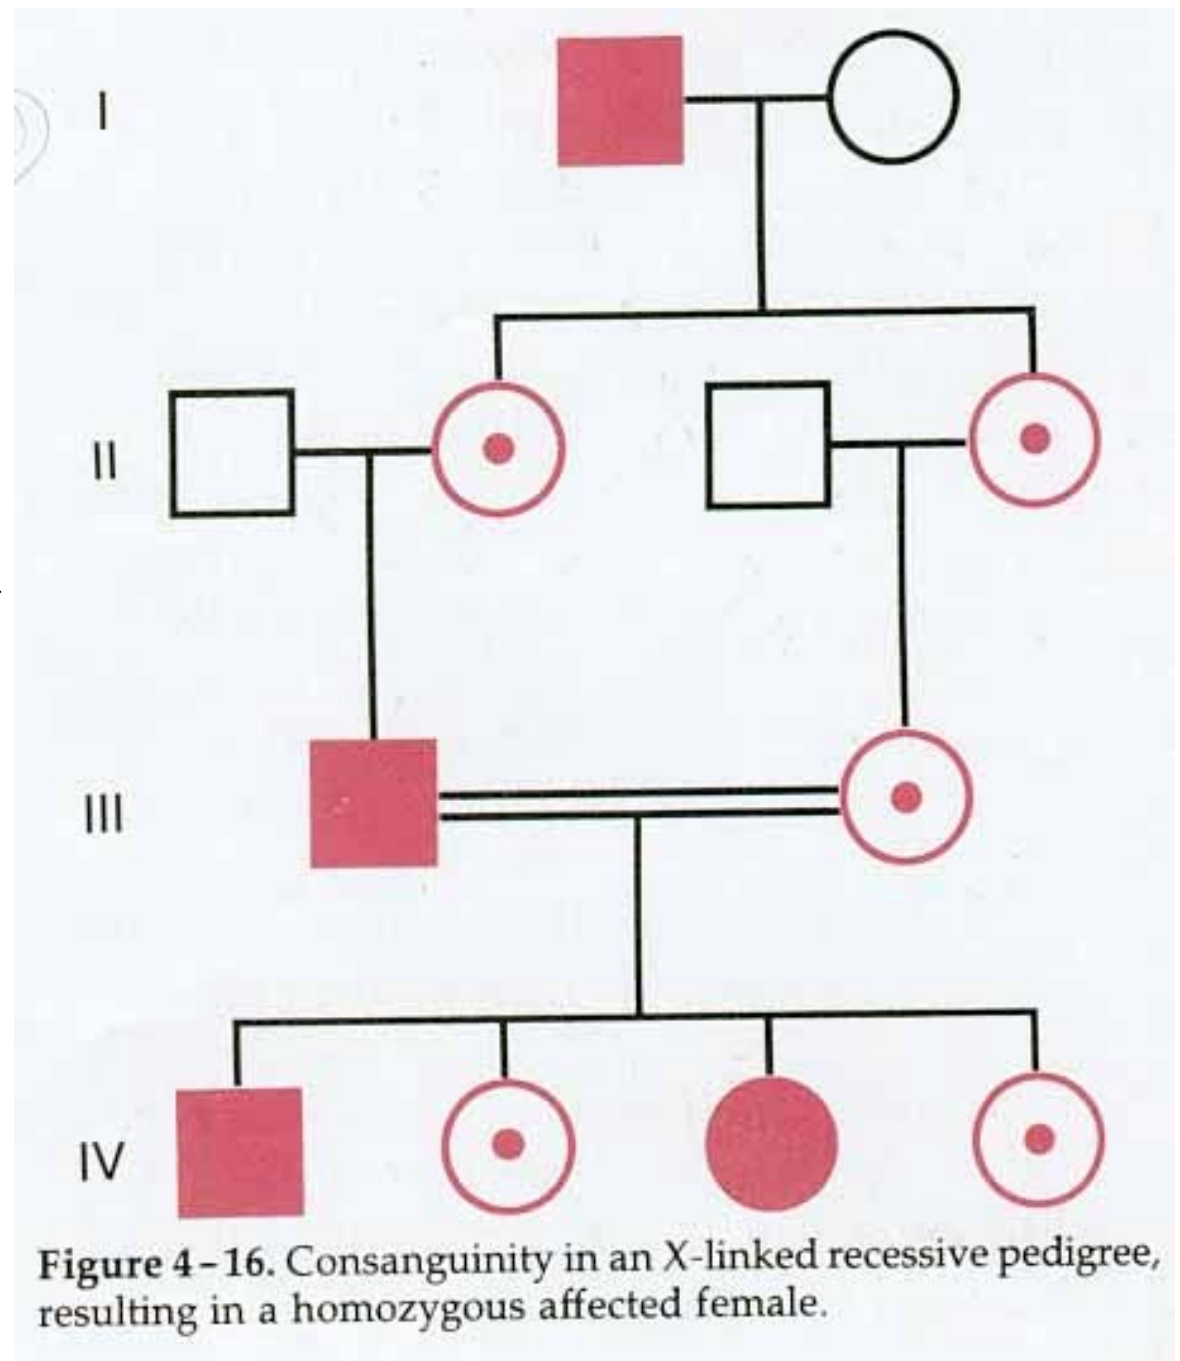 I
II
III
IV
Figure 4–16. Consanguinity in an X-linked recessive pedigree,
resulting in a homozygous affected female.